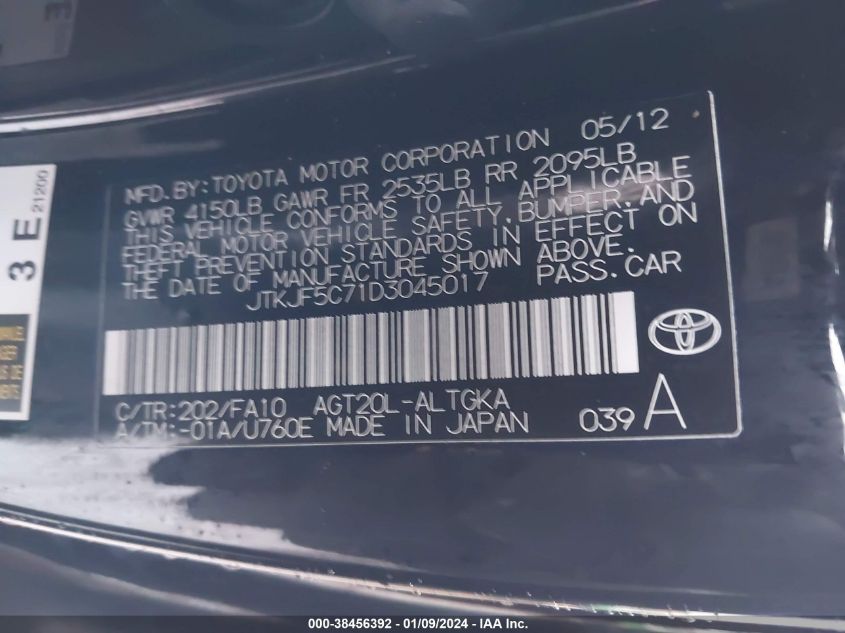 MFD. BY: TOYOTA MOTOR CORPORATION 05/12
GVWR 4150LB GAWR FR 2535LB RR 2095LB
THIS VEHICLE CONFORMS TO ALL APPLICABLE
FEDERAL MOTOR VEHICLE SAFETY, BUMPER, AND
THEFT PREVENTION STANDARDS IN EFFECT ON
THE DATE OF MANUFACTURE SHOWN ABOVE.
JTKJF5C71D3045017 PASS. CAR
C/TR: 202/FA10 AGT20L-ALTGKA
A/TM: -01A/U760E MADE IN JAPAN 039 A
3 E
21200
000-38456392 - 01/09/2024 - IAA Inc.